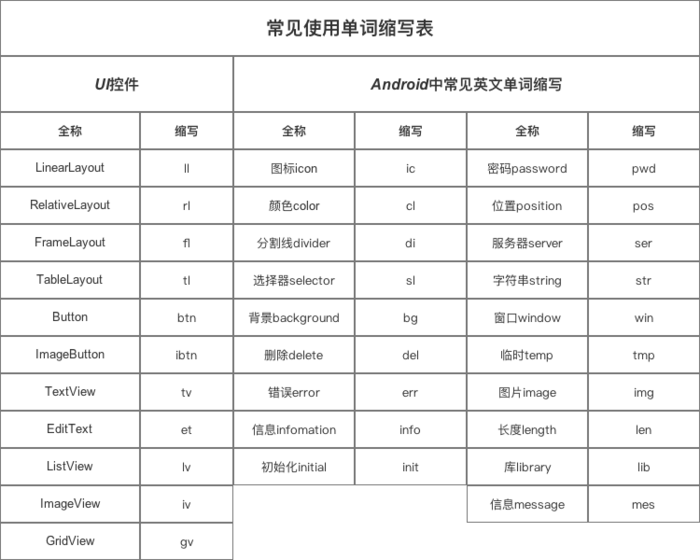 常见使用单词缩写表
UI控件 Android中常见英文单词缩写
全称 缩写 全称 缩写 全称 缩写
LinearLayout ll 图标icon ic 密码password pwd
RelativeLayout rl 颜色color cl 位置position pos
FrameLayout fl 分割线divider di 服务器server ser
TableLayout tl 选择器selector sl 字符串string str
Button btn 背景background bg 窗口window win
ImageButton ibtn 删除delete del 临时temp tmp
TextView tv 错误error err 图片image img
EditText et 信息infomation info 长度length len
ListView lv 初始化initial init 库library lib
ImageView iv 信息message mes
GridView gv